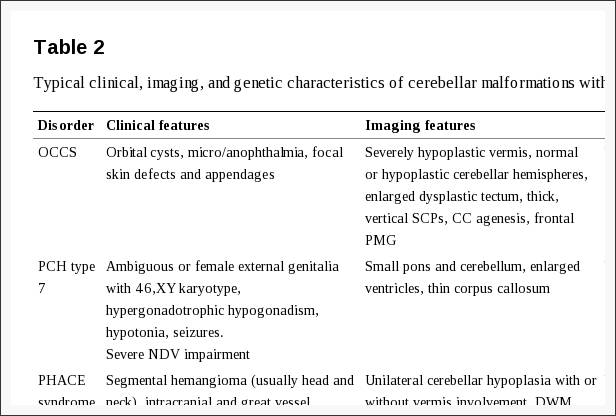 Table 2
Typical clinical, imaging, and genetic characteristics of cerebellar malformations with
Disorder Clinical features Imaging features
OCCS Orbital cysts, micro/anophthalmia, focal Severely hypoplastic vermis, normal
skin defects and appendages or hypoplastic cerebellar hemispheres,
enlarged dysplastic tectum, thick,
vertical SCPs, CC agenesis, frontal
PMG
PCH type Ambiguous or female external genitalia Small pons and cerebellum, enlarged
7 with 46,XY karyotype, ventricles, thin corpus callosum
hypergonadotrophic hypogonadism,
hypotonia, seizures.
Severe NDV impairment
PHACE Segmental hemangioma (usually head and Unilateral cerebellar hypoplasia with or
syndrome neck), intracranial and great vessel without vermis involvement, DWM